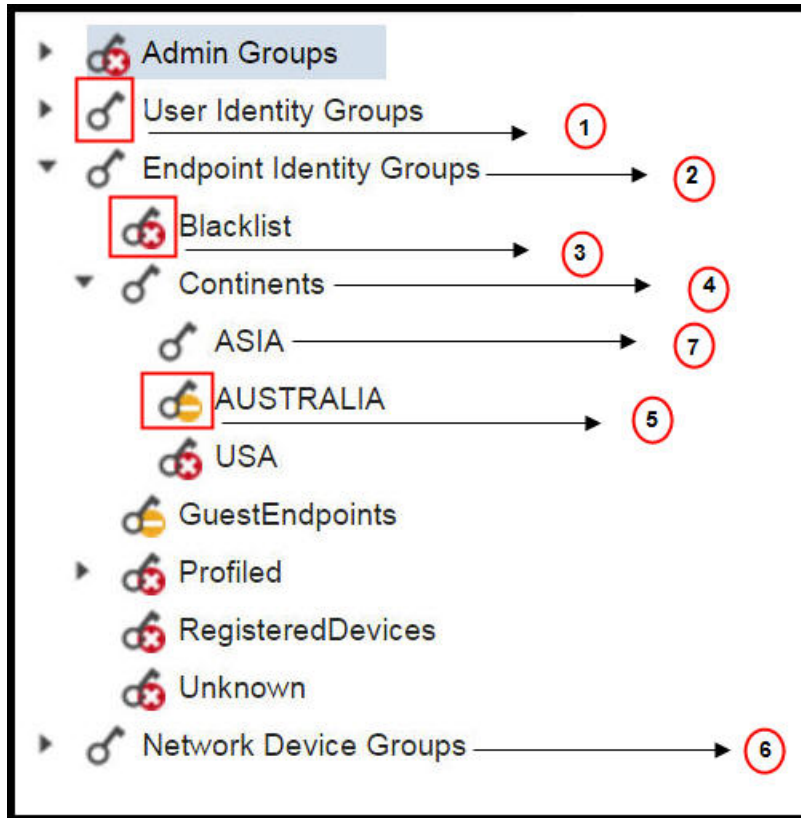 Admin Groups
User Identity Groups
1
Endpoint Identity Groups
2
Blacklist
3
Continents
4
ASIA
7
AUSTRALIA
5
USA
GuestEndpoints
Profiled
RegisteredDevices
Unknown
Network Device Groups
6